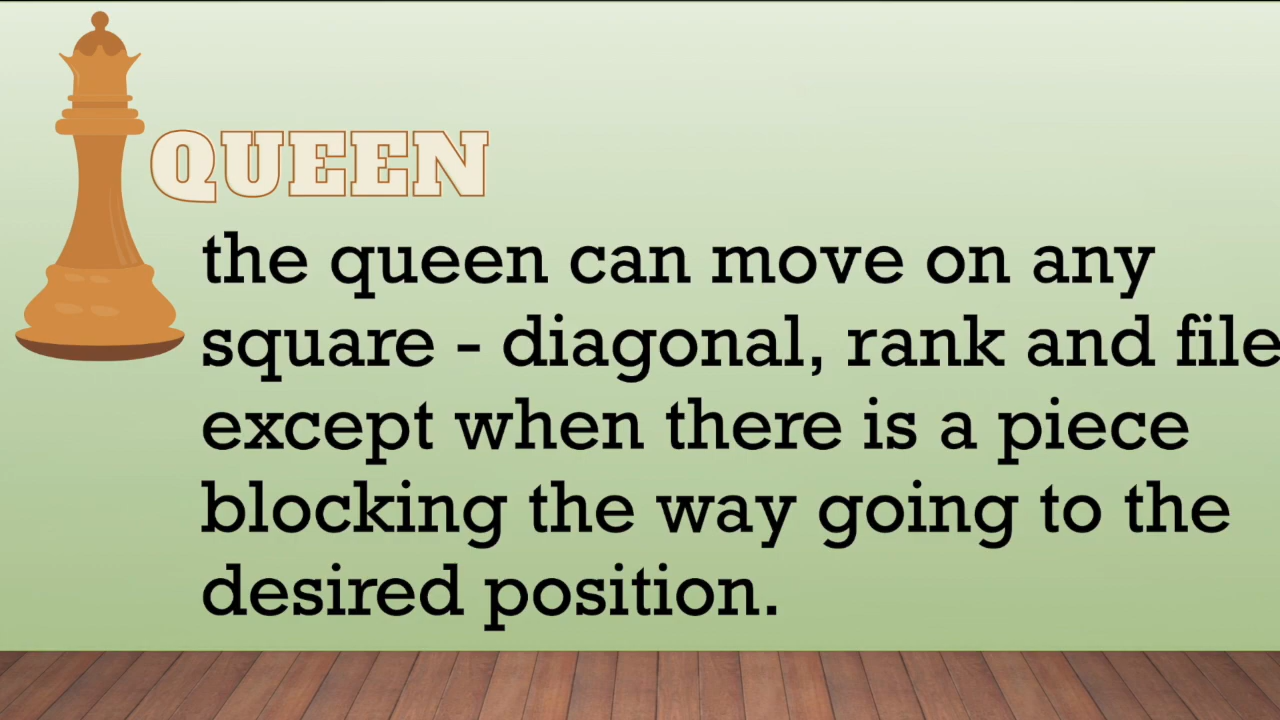 QUEEN
the queen can move on any
square - diagonal, rank and file
except when there is a piece
blocking the way going to the
desired position.